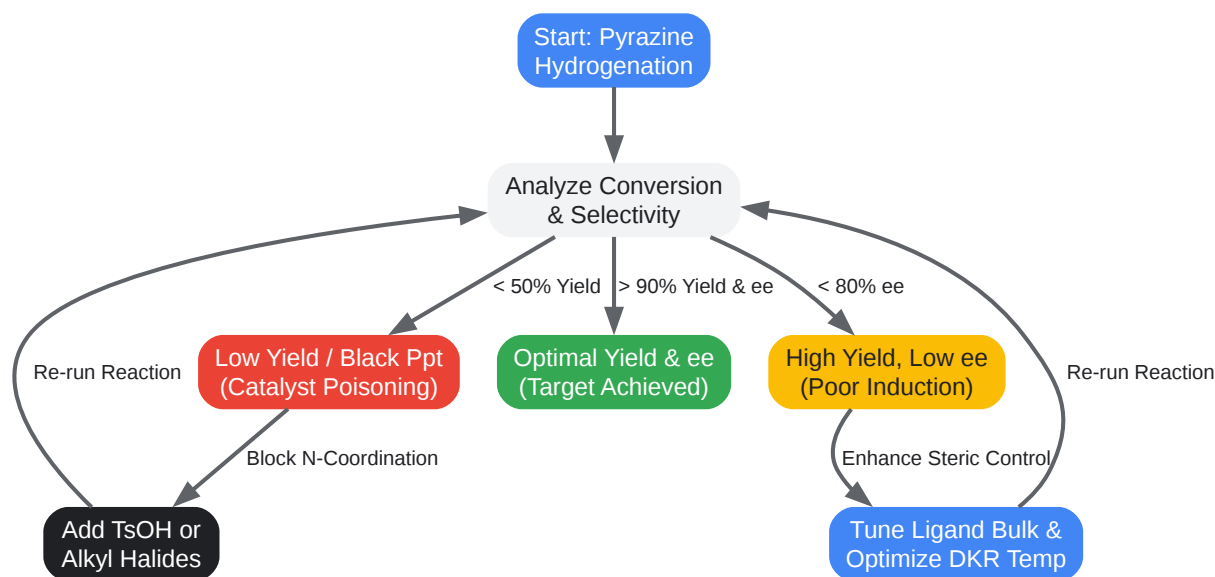 Start: Pyrazine
Hydrogenation
Analyze Conversion
& Selectivity
< 50% Yield
> 90% Yield & ee
< 80% ee
Low Yield / Black Ppt
(Catalyst Poisoning)
Optimal Yield & ee
(Target Achieved)
High Yield, Low ee
(Poor Induction)
Re-run Reaction
Re-run Reaction
Block N-Coordination
Enhance Steric Control
Add TsOH or
Alkyl Halides
Tune Ligand Bulk &
Optimize DKR Temp